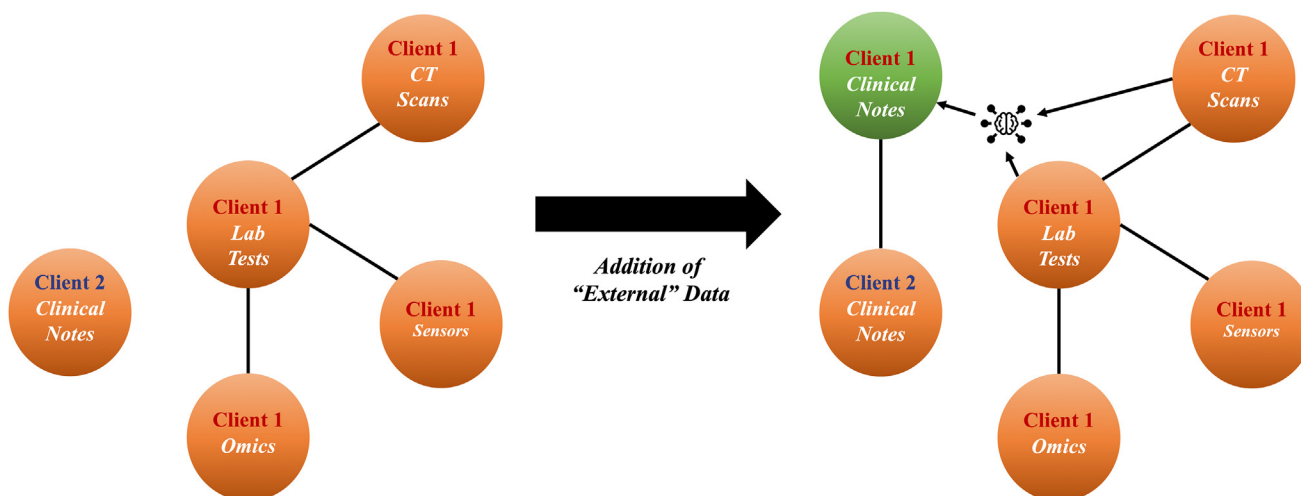 Client 1
CT
Scans
Client 1
Lab
Tests
Client 2
Clinical
Notes
Client 1
Sensors
Client 1
Omics
Addition of
“External” Data
Client 1
Clinical
Notes
Client 1
CT
Scans
Client 1
Lab
Tests
Client 2
Clinical
Notes
Client 1
Sensors
Client 1
Omics